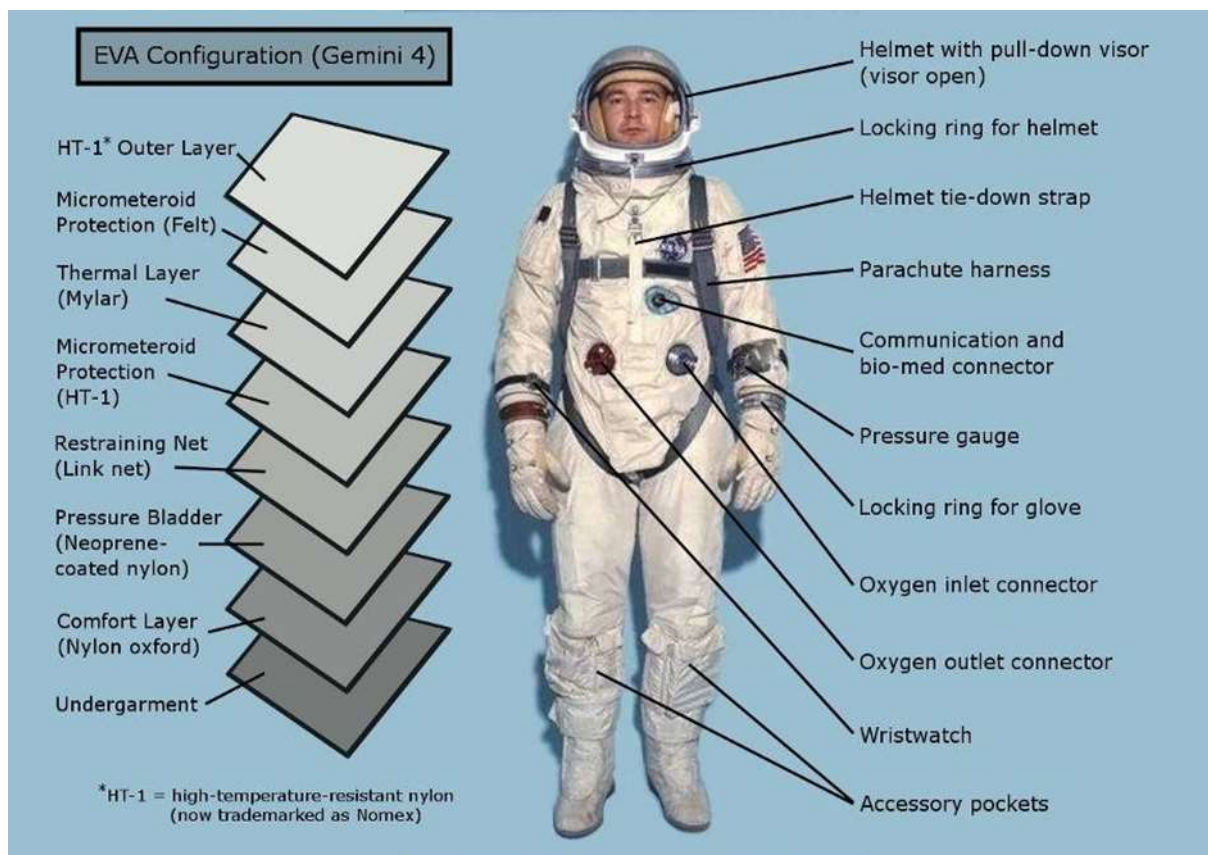 EVA Configuration (Gemini 4)
HT-1* Outer Layer
Micrometeroid
Protection (Felt)
Thermal Layer
(Mylar)
Micrometeroid
Protection
(HT-1)
Restraining Net
(Link net)
Pressure Bladder
(Neoprene-
coated nylon)
Comfort Layer
(Nylon oxford)
Undergarment
*HT-1 = high-temperature-resistant nylon
(now trademarked as Nomex)
Helmet with pull-down visor
(visor open)
Locking ring for helmet
Helmet tie-down strap
Parachute harness
Communication and
bio-med connector
Pressure gauge
Locking ring for glove
Oxygen inlet connector
Oxygen outlet connector
Wristwatch
Accessory pockets
NASA